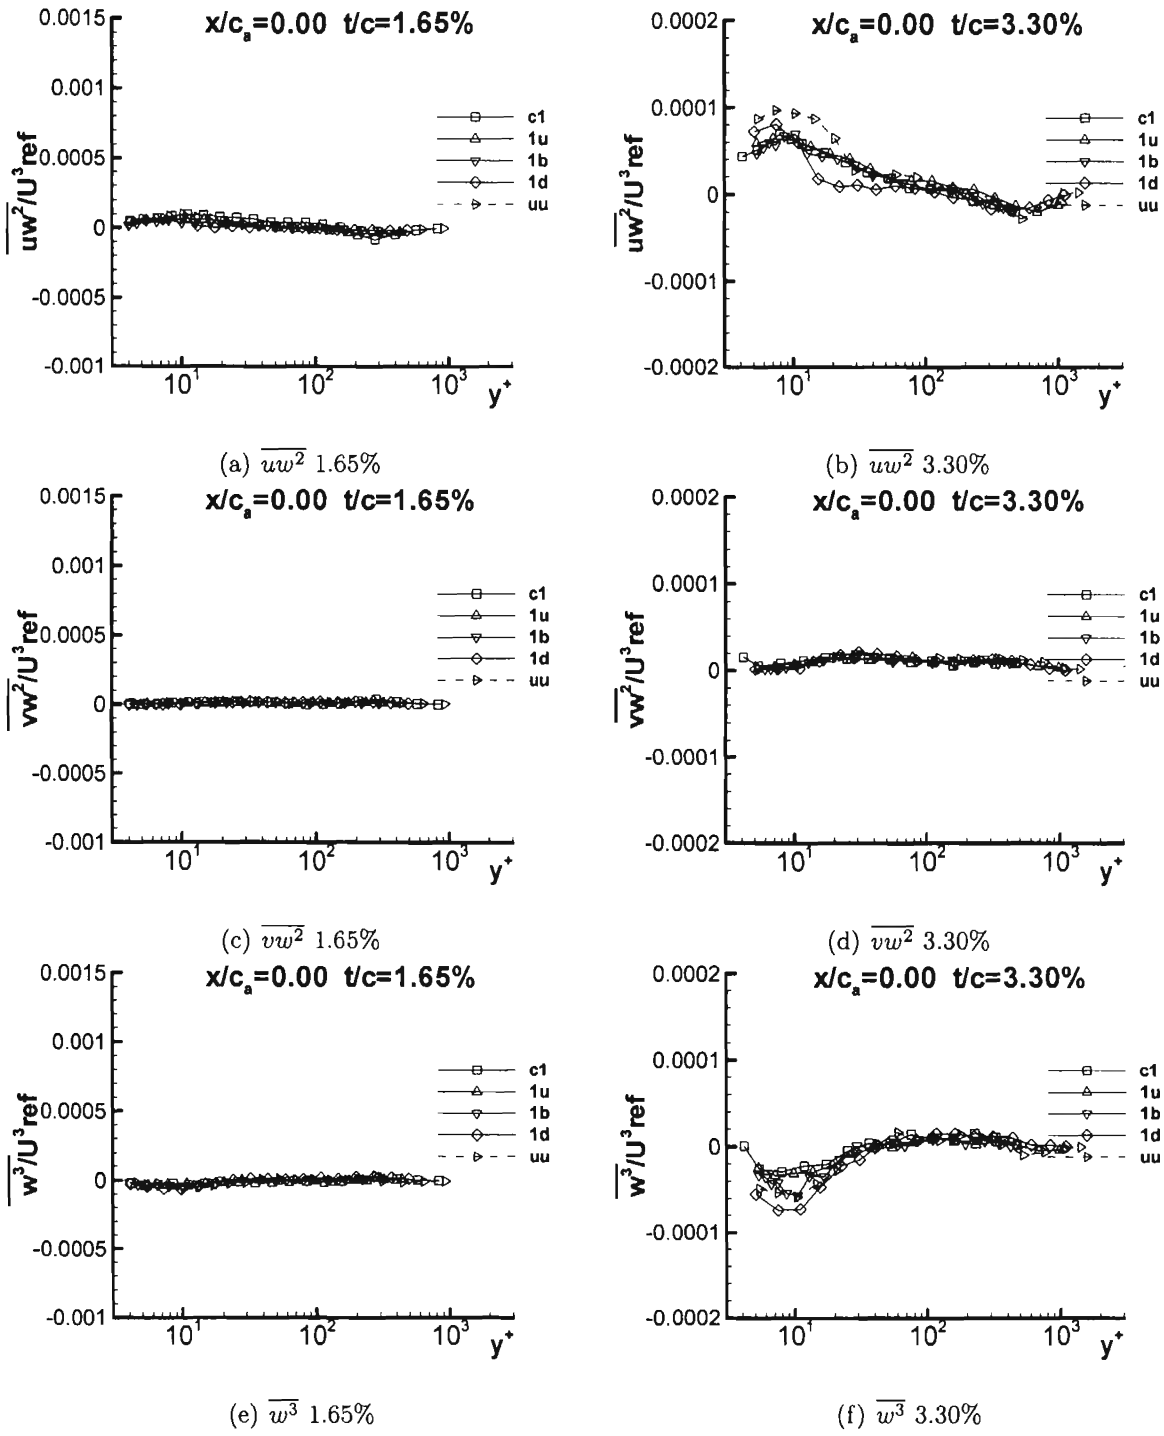 x/cₐ=0.00 t/c=1.65%
0.0015
0.001
0.0005
0
-0.0005
-0.001
uw²/U³ref
c1
1u
1b
1d
uu
10¹ 10² 10³ y⁺
(a) uw² 1.65%
x/cₐ=0.00 t/c=3.30%
0.0002
0.0001
0
-0.0001
-0.0002
uw²/U³ref
c1
1u
1b
1d
uu
10¹ 10² 10³ y⁺
(b) uw² 3.30%
x/cₐ=0.00 t/c=1.65%
0.0015
0.001
0.0005
0
-0.0005
-0.001
vw²/U³ref
c1
1u
1b
1d
uu
10¹ 10² 10³ y⁺
(c) vw² 1.65%
x/cₐ=0.00 t/c=3.30%
0.0002
0.0001
0
-0.0001
-0.0002
vw²/U³ref
c1
1u
1b
1d
uu
10¹ 10² 10³ y⁺
(d) vw² 3.30%
x/cₐ=0.00 t/c=1.65%
0.0015
0.001
0.0005
0
-0.0005
-0.001
w³/U³ref
c1
1u
1b
1d
uu
10¹ 10² 10³ y⁺
(e) w³ 1.65%
x/cₐ=0.00 t/c=3.30%
0.0002
0.0001
0
-0.0001
-0.0002
w³/U³ref
c1
1u
1b
1d
uu
10¹ 10² 10³ y⁺
(f) w³ 3.30%